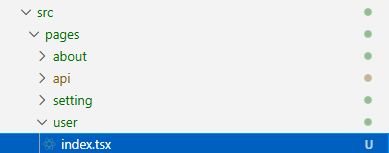 src
pages
about
api
setting
user
index.tsx U